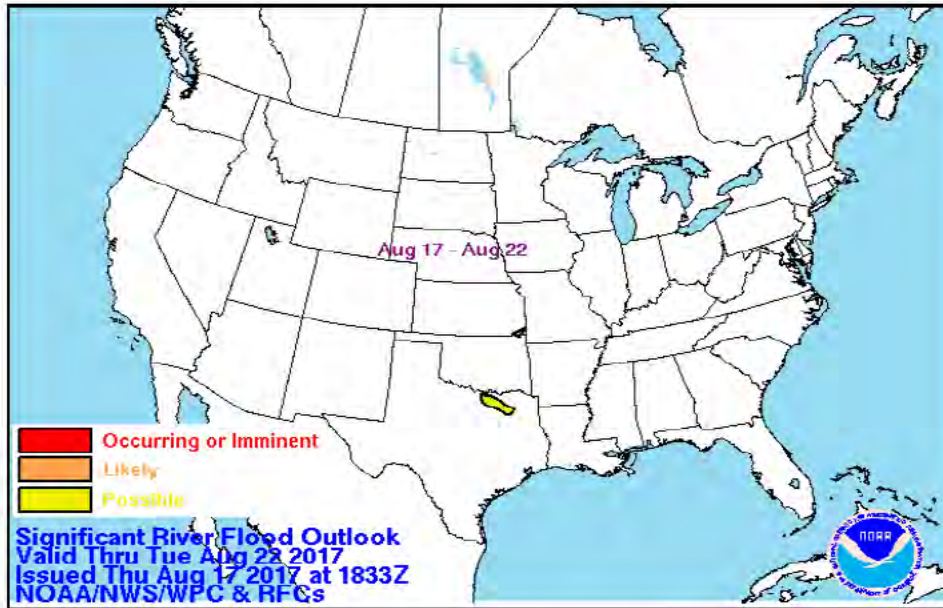 Aug 17 - Aug 22
Occurring or Imminent
Likely
Possible
Significant River Flood Outlook
Valid Thru Tue Aug 22 2017
Issued Thu Aug 17 2017 at 1833Z
NOAA/NWS/WPC & RFCs
NOAA